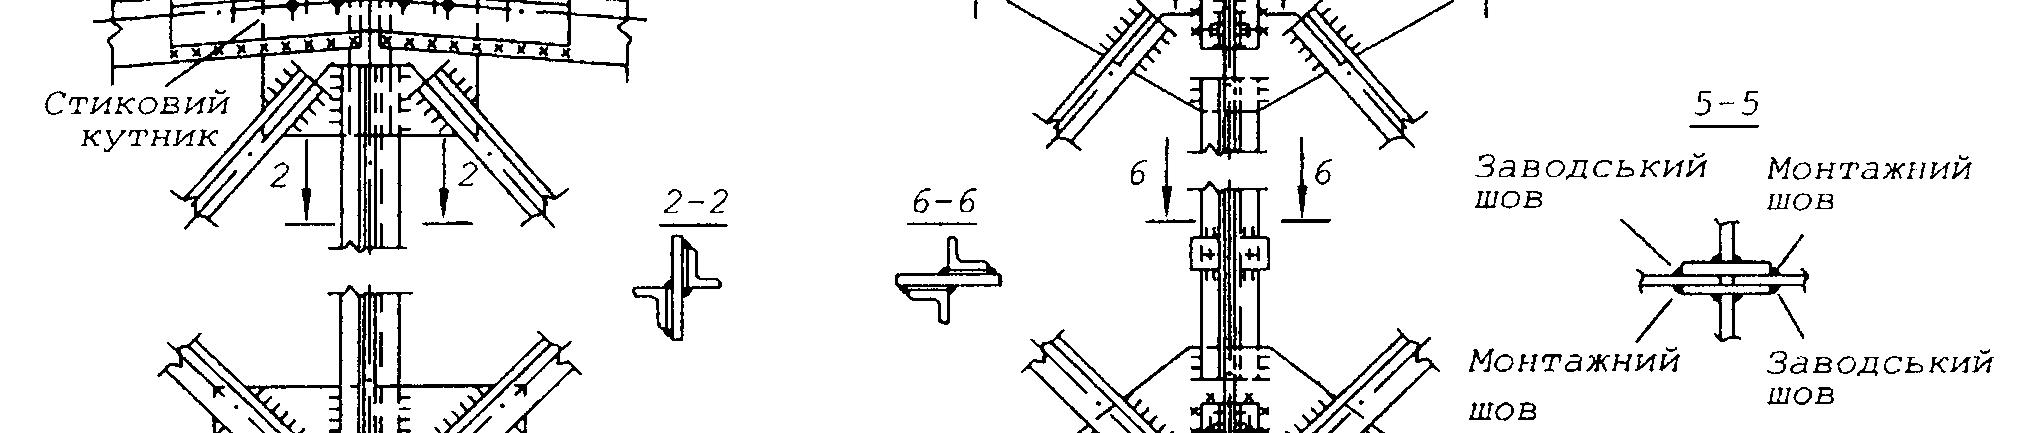 Стиковий
кутник
2
2
2-2
6-6
6
6
5-5
Заводський
шов
Монтажний
шов
Монтажний
шов
Заводський
шов